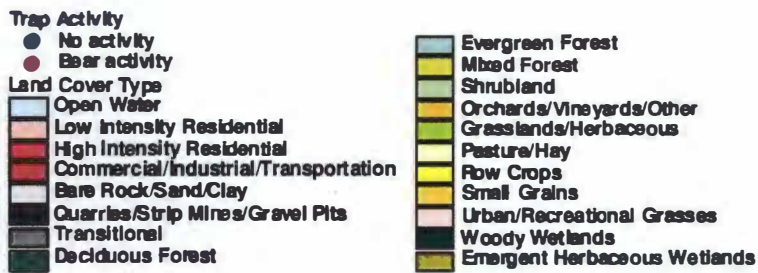 Trap Activity
No activity
Bear activity
Land Cover Type
Open Water
Low Intensity Residential
High Intensity Residential
Commercial/Industrial/Transportation
Bare Rock/Sand/Clay
Quarries/Strip Mines/Gravel Pits
Transitional
Deciduous Forest
Evergreen Forest
Mixed Forest
Shrubland
Orchards/Vineyards/Other
Grasslands/Herbaceous
Pasture/Hay
Row Crops
Small Grains
Urban/Recreational Grasses
Woody Wetlands
Emergent Herbaceous Wetlands